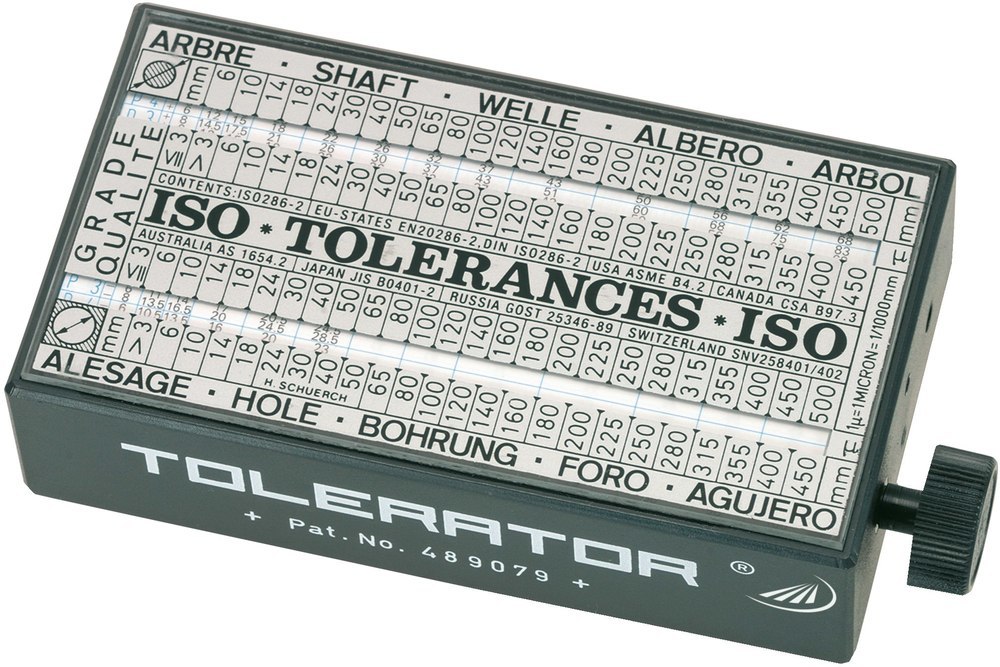 ARBRE · SHAFT · WELLE · ALBERO · ARBOL
mm 6 10 14 18 24 30 40 50 65 80 100 120 140 160 180 200 225 250 280 315 355 400 450 500 mm
GRADE
QUALITE
VII 3 > 3 6 10 14 18 24 30 40 50 65 80 100 120 140 160 180 200 225 250 280 315 355 400 450
CONTENTS: ISO286-2, EU-STATES EN20286-2, DIN ISO286-2 | USA ASME B4.2 | CANADA CSA B97.3
ISO * TOLERANCES * ISO
AUSTRALIA AS 1654.2 | JAPAN JIS B0401-2 | RUSSIA GOST 25346-89 | SWITZERLAND SNV258401/402
VII 3 6 10 14 18 24 30 40 50 65 80 100 120 140 160 180 200 225 250 280 315 355 400 450 500
mm > 3 6 10 14 18 24 30 40 50 65 80 100 120 140 160 180 200 225 250 280 315 355 400 450 mm
H. SCHUERCH
ALESAGE · HOLE · BOHRUNG · FORO · AGUJERO
1µ=1MICRON=1/1000mm
TOLERATOR ®
+ Pat. No. 489079 +